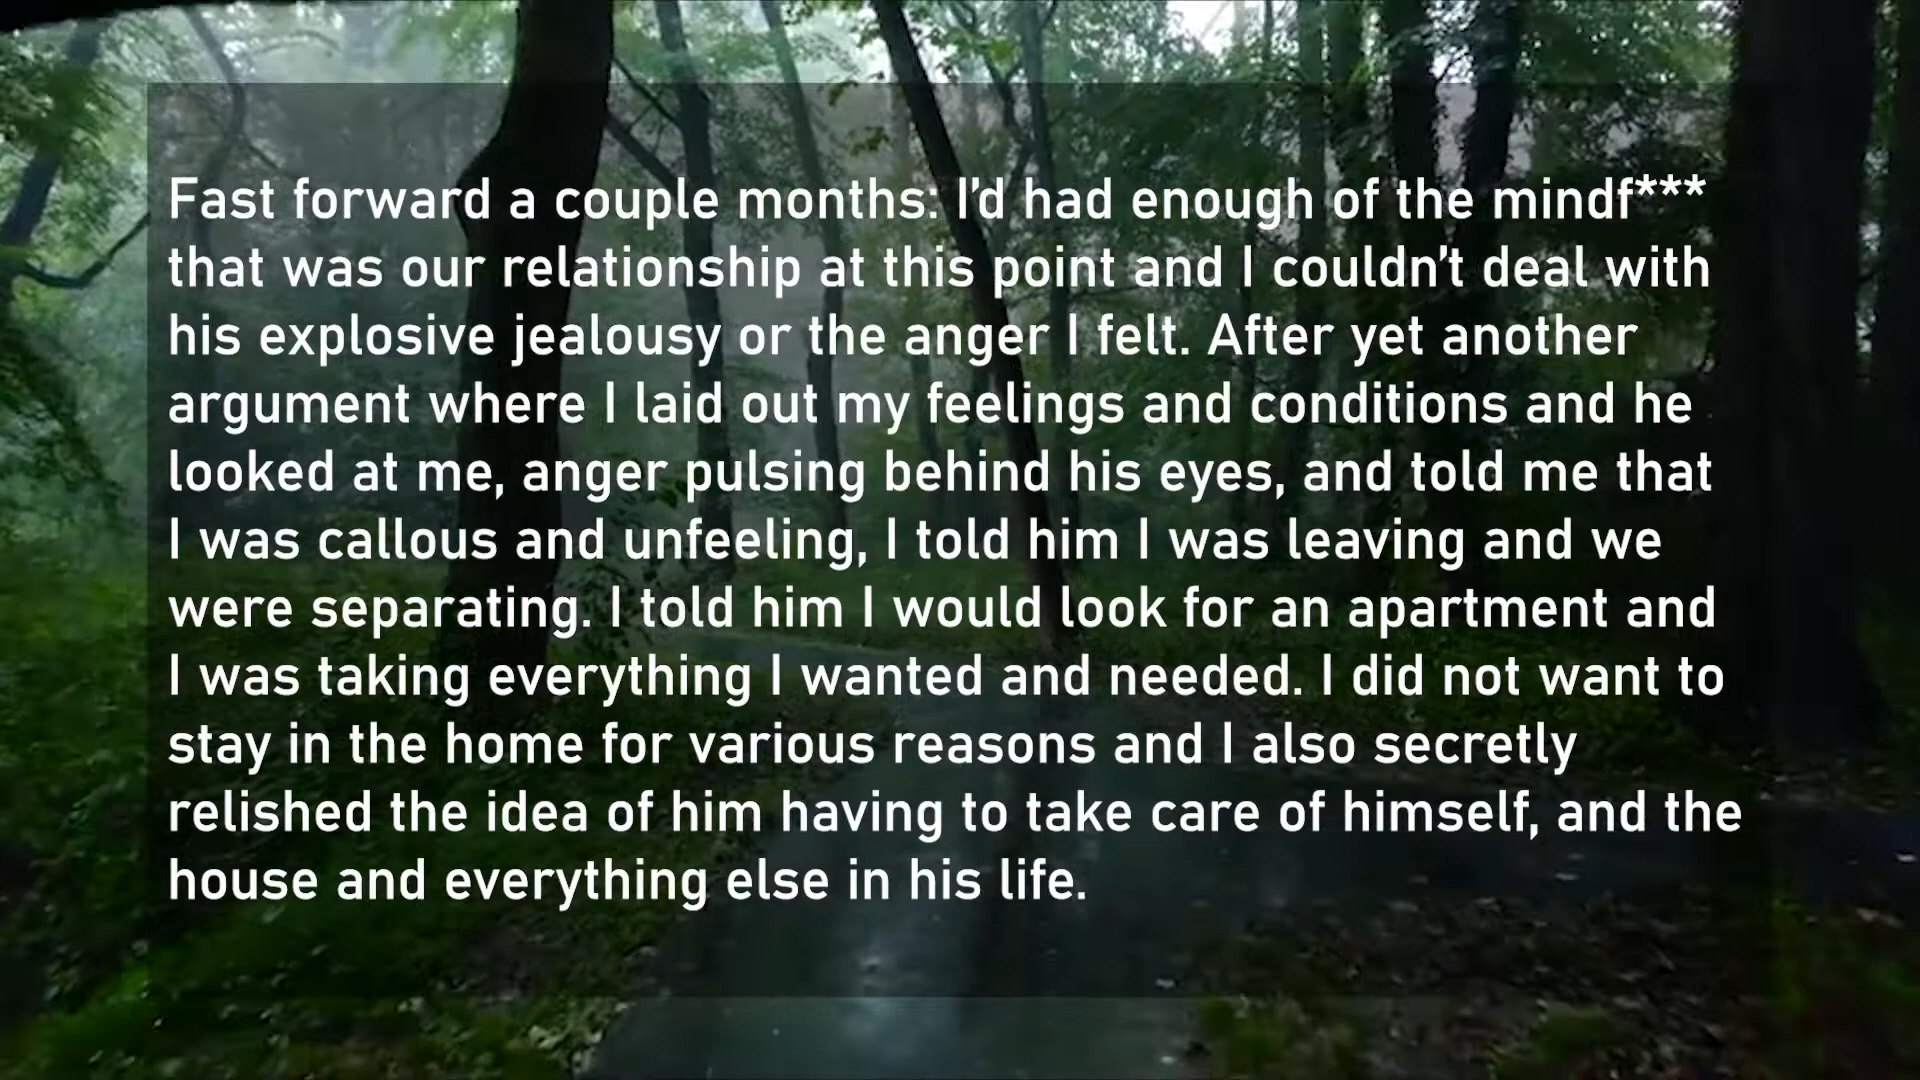 Fast forward a couple months: I'd had enough of the mindf***
that was our relationship at this point and I couldn't deal with
his explosive jealousy or the anger I felt. After yet another
argument where I laid out my feelings and conditions and he
looked at me, anger pulsing behind his eyes, and told me that
I was callous and unfeeling, I told him I was leaving and we
were separating. I told him I would look for an apartment and
I was taking everything I wanted and needed. I did not want to
stay in the home for various reasons and I also secretly
relished the idea of him having to take care of himself, and the
house and everything else in his life.